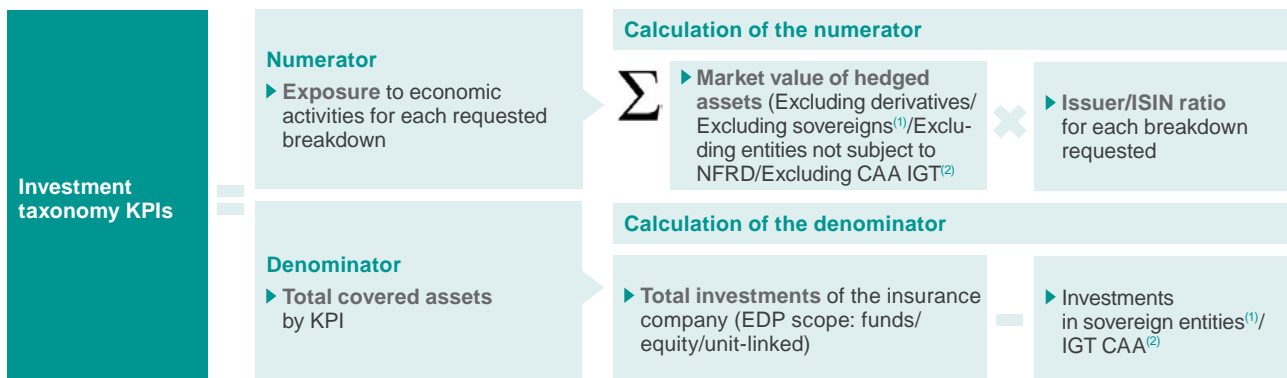 Investment
taxonomy KPIs
Numerator
Exposure to economic
activities for each requested
breakdown
Calculation of the numerator
Σ
Market value of hedged
assets (Excluding derivatives/
Excluding sovereigns(1)/Exclu-
ding entities not subject to
NFRD/Excluding CAA IGT(2)
Issuer/ISIN ratio
for each breakdown
requested
Denominator
Total covered assets
by KPI
Calculation of the denominator
Total investments of the insurance
company (EDP scope: funds/
equity/unit-linked)
Investments
in sovereign entities(1)/
IGT CAA(2)